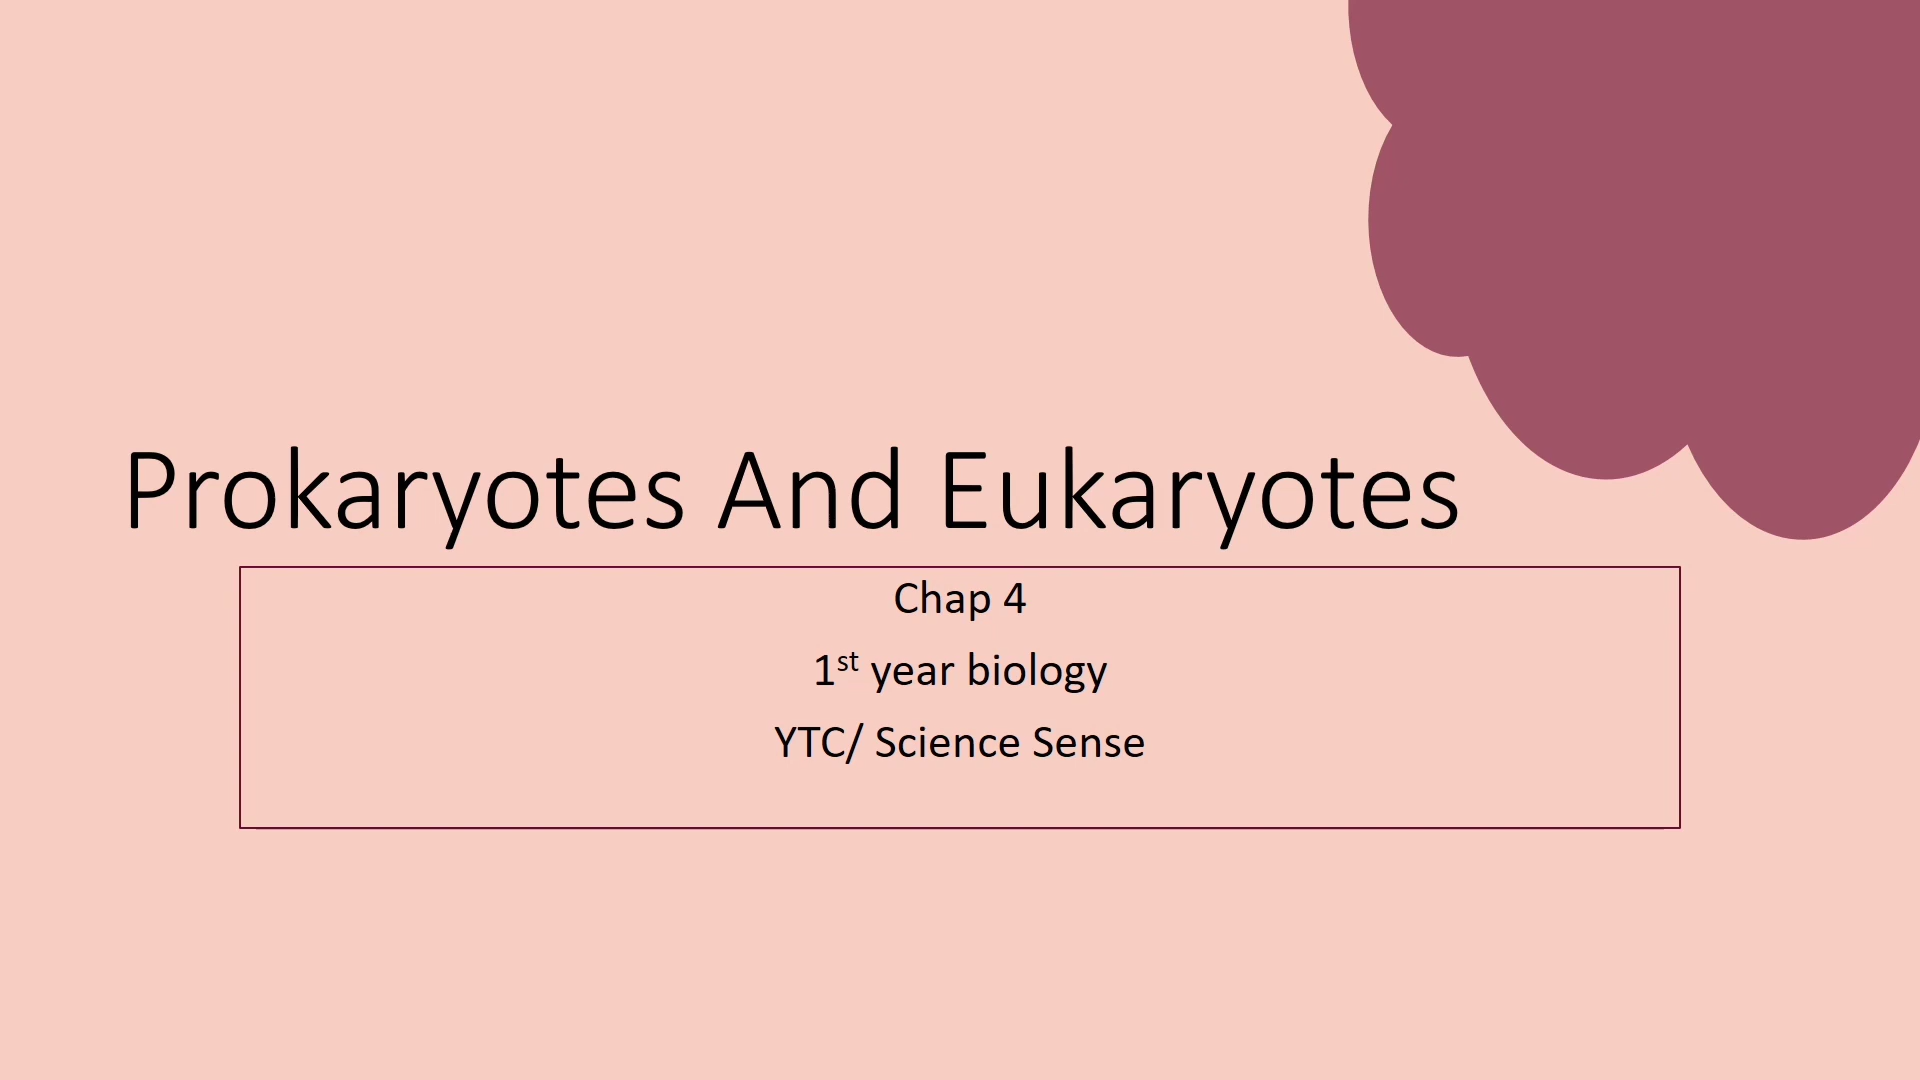 Prokaryotes And Eukaryotes
Chap 4
1st year biology
YTC/ Science Sense